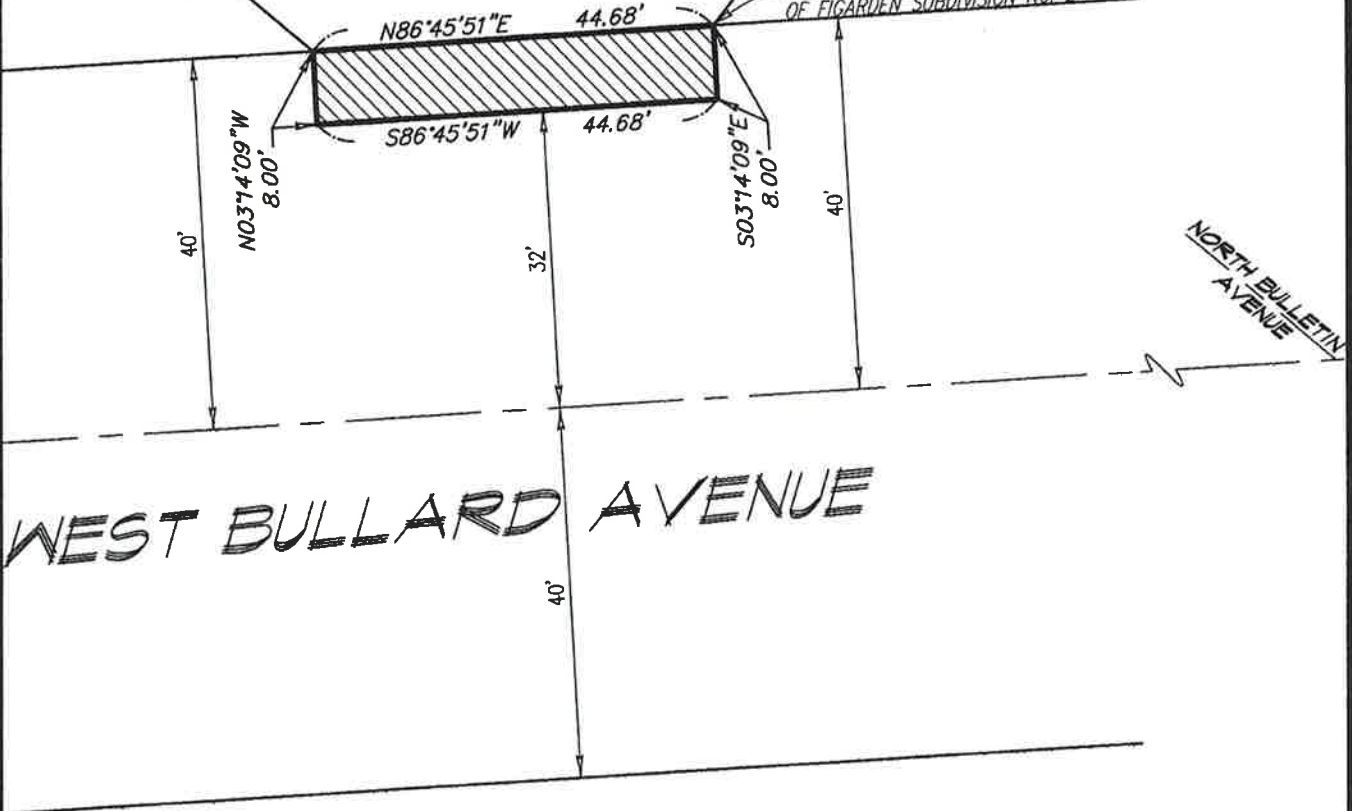 OF FIGARDEN SUBDIVISION NO.
N86°45'51"E 44.68'
S86°45'51"W 44.68'
N03°14'09"W
8.00'
S03°14'09"E
8.00'
40'
32'
40'
NORTH BULLETIN
AVENUE
WEST BULLARD AVENUE
40'